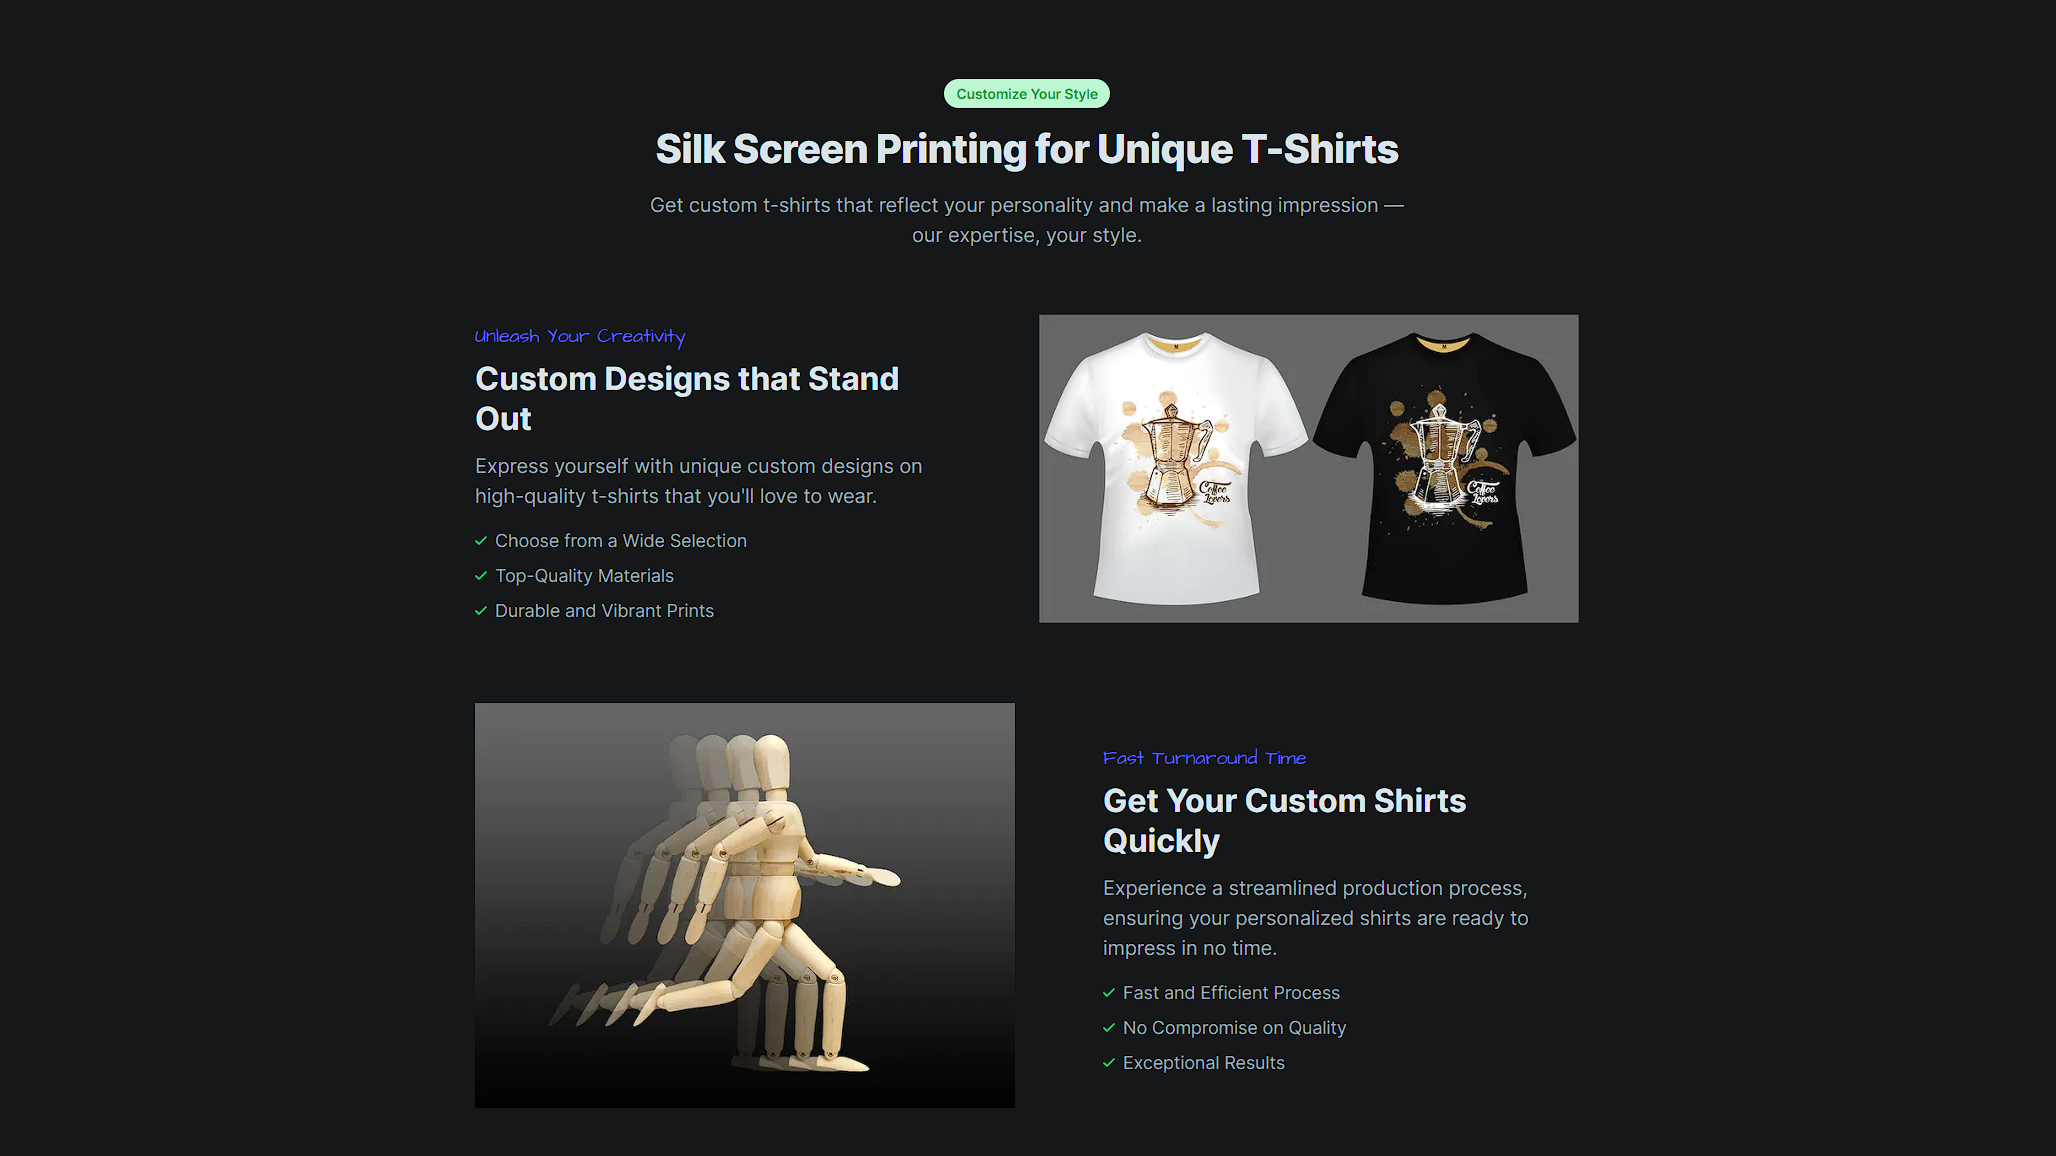 Customize Your Style
Silk Screen Printing for Unique T-Shirts
Get custom t-shirts that reflect your personality and make a lasting impression —
our expertise, your style.
Unleash Your Creativity
Custom Designs that Stand
Out
Express yourself with unique custom designs on
high-quality t-shirts that you'll love to wear.
Choose from a Wide Selection
Top-Quality Materials
Durable and Vibrant Prints
M
Coffee
Lovers
M
Coffee
Lovers
Fast Turnaround Time
Get Your Custom Shirts
Quickly
Experience a streamlined production process,
ensuring your personalized shirts are ready to
impress in no time.
Fast and Efficient Process
No Compromise on Quality
Exceptional Results